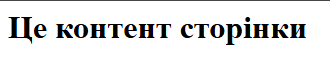 Це контент сторінки